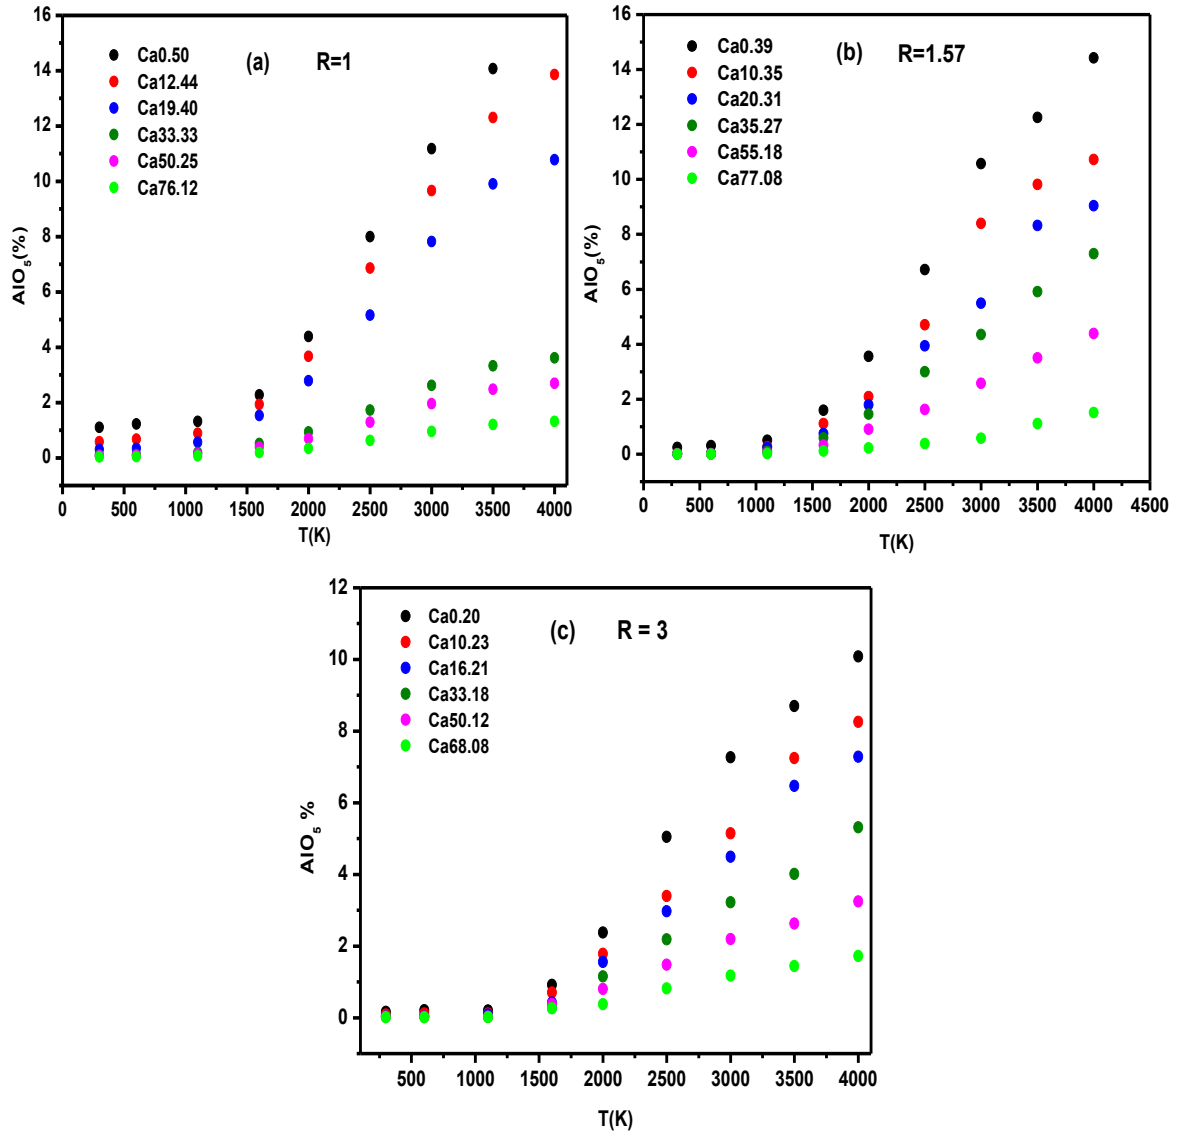 (a) R=1
Ca0.50
Ca12.44
Ca19.40
Ca33.33
Ca50.25
Ca76.12
16
14
12
10
8
6
4
2
0
AlO5(%)
0 500 1000 1500 2000 2500 3000 3500 4000
T(K)
(b) R=1.57
Ca0.39
Ca10.35
Ca20.31
Ca35.27
Ca55.18
Ca77.08
16
14
12
10
8
6
4
2
0
AlO5(%)
0 500 1000 1500 2000 2500 3000 3500 4000 4500
T(K)
(c) R = 3
Ca0.20
Ca10.23
Ca16.21
Ca33.18
Ca50.12
Ca68.08
12
10
8
6
4
2
0
AlO5 %
500 1000 1500 2000 2500 3000 3500 4000
T(K)